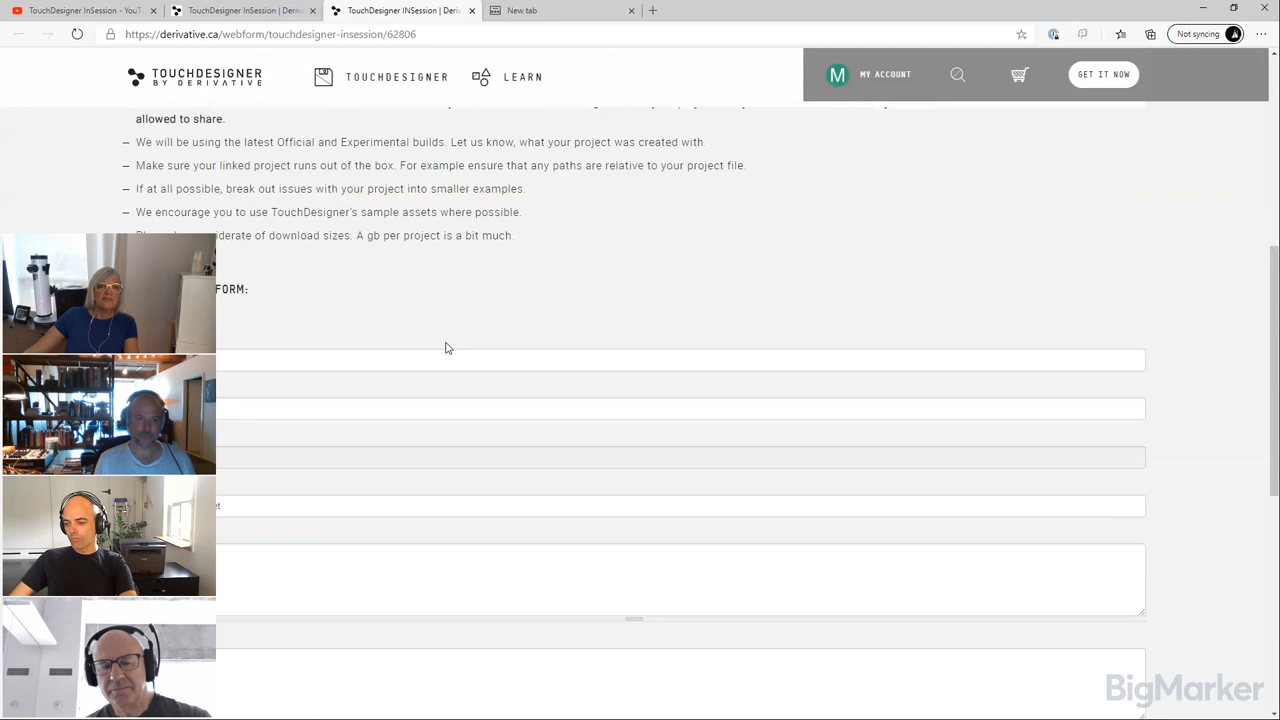 TouchDesigner InSession - YouT
TouchDesigner InSession | Deriva
TouchDesigner INSession | Deriv
New tab
https://derivative.ca/webform/touchdesigner-insession/62806
Not syncing
TOUCHDESIGNER
BY DERIVATIVE
TOUCHDESIGNER
LEARN
M
MY ACCOUNT
GET IT NOW
allowed to share.
– We will be using the latest Official and Experimental builds. Let us know, what your project was created with.
– Make sure your linked project runs out of the box. For example ensure that any paths are relative to your project file.
– If at all possible, break out issues with your project into smaller examples.
– We encourage you to use TouchDesigner's sample assets where possible.
of download sizes. A gb per project is a bit much.
FORM:
BigMarker